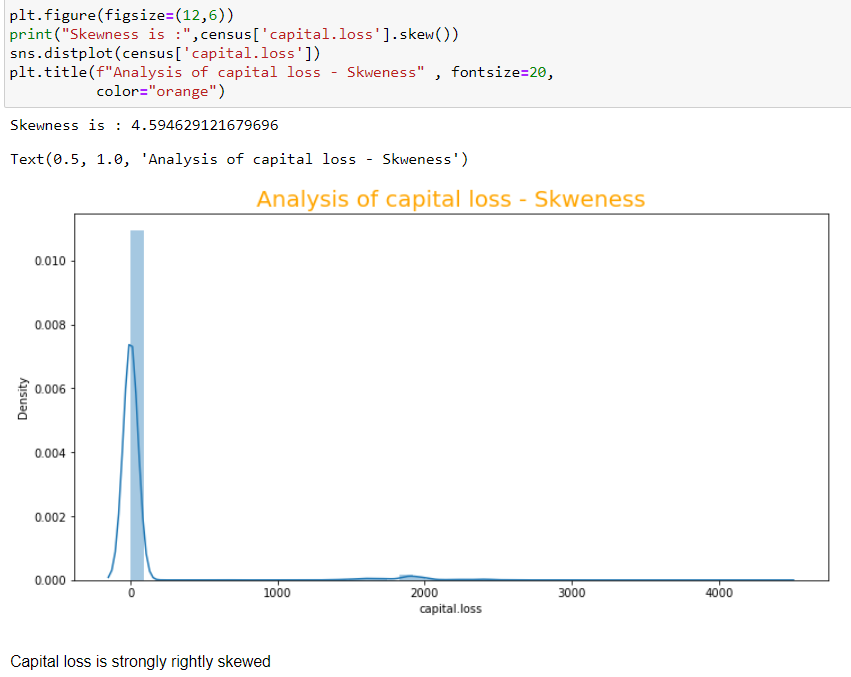 plt.figure(figsize=(12,6))
print("Skewness is :",census['capital.loss'].skew())
sns.distplot(census['capital.loss'])
plt.title(f"Analysis of capital loss - Skweness" , fontsize=20,
          color="orange")
Skewness is : 4.594629121679696
Text(0.5, 1.0, 'Analysis of capital loss - Skweness')
Analysis of capital loss - Skweness
0.010
0.008
0.006
0.004
0.002
0.000
Density
0 1000 2000 3000 4000
capital.loss
Capital loss is strongly rightly skewed